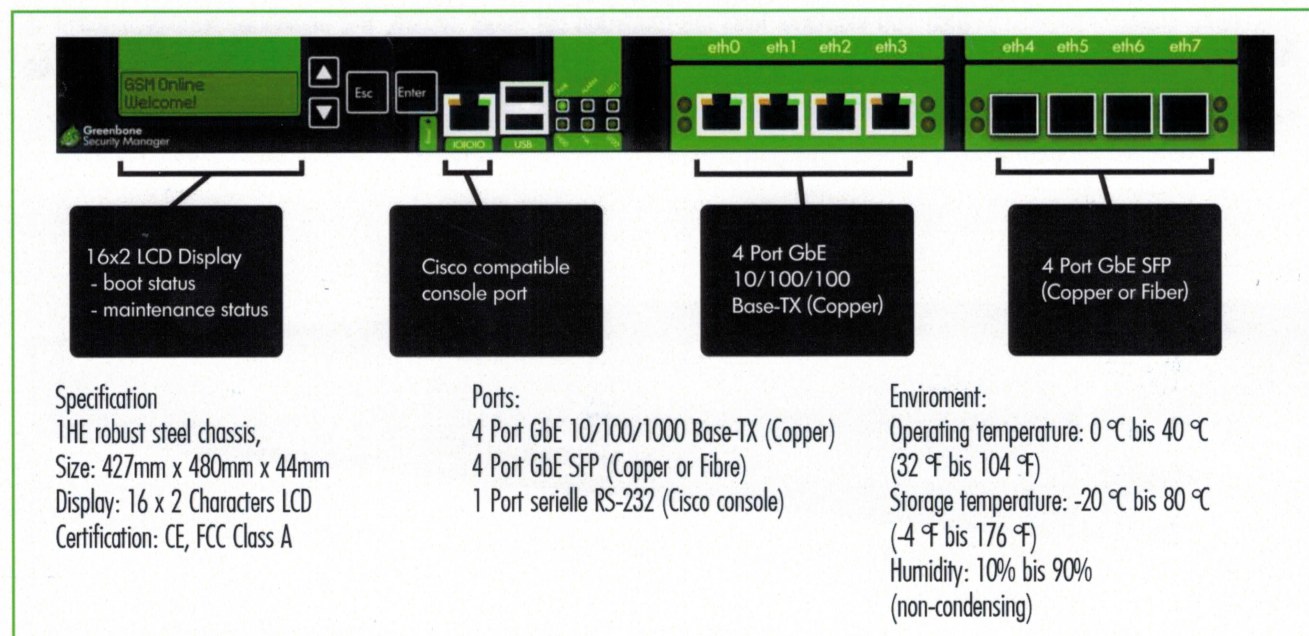 eth0 eth1 eth2 eth3
eth4 eth5 eth6 eth7
GSM Online
Welcome!
Esc
Enter
Greenbone
Security Manager
IOIOIO
USB
16x2 LCD Display
- boot status
- maintenance status
Cisco compatible
console port
4 Port GbE
10/100/100
Base-TX (Copper)
4 Port GbE SFP
(Copper or Fiber)
Specification
1HE robust steel chassis,
Size: 427mm x 480mm x 44mm
Display: 16 x 2 Characters LCD
Certification: CE, FCC Class A
Ports:
4 Port GbE 10/100/1000 Base-TX (Copper)
4 Port GbE SFP (Copper or Fibre)
1 Port serielle RS-232 (Cisco console)
Enviroment:
Operating temperature: 0 °C bis 40 °C
(32 °F bis 104 °F)
Storage temperature: -20 °C bis 80 °C
(-4 °F bis 176 °F)
Humidity: 10% bis 90%
(non-condensing)